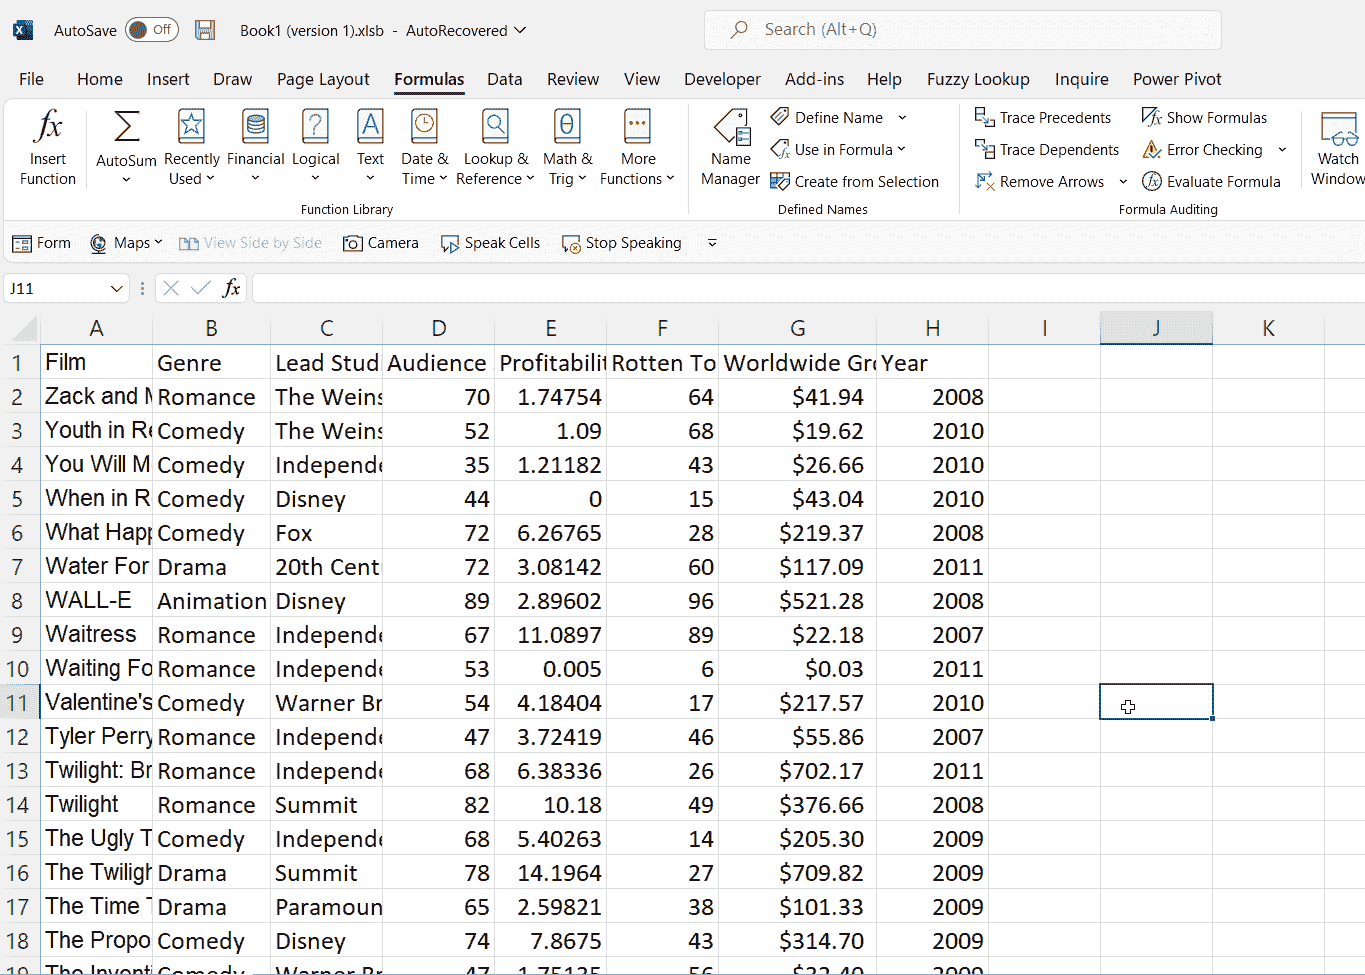 AutoSave Off Book1 (version 1).xlsb - AutoRecovered Search (Alt+Q)
File Home Insert Draw Page Layout Formulas Data Review View Developer Add-ins Help Fuzzy Lookup Inquire Power Pivot
Insert Function AutoSum Recently Used Financial Logical Text Date & Time Lookup & Reference Math & Trig More Functions
Function Library
Name Manager Define Name Use in Formula Create from Selection
Defined Names
Trace Precedents Show Formulas
Trace Dependents Error Checking
Remove Arrows Evaluate Formula
Formula Auditing
Watch Window
Form Maps View Side by Side Camera Speak Cells Stop Speaking
J11 fx
A B C D E F G H I J K
1 Film Genre Lead Studi Audience Profitabilit Rotten To Worldwide Gro Year
2 Zack and M Romance The Weins 70 1.74754 64 $41.94 2008
3 Youth in Re Comedy The Weins 52 1.09 68 $19.62 2010
4 You Will M Comedy Independe 35 1.21182 43 $26.66 2010
5 When in R Comedy Disney 44 0 15 $43.04 2010
6 What Happ Comedy Fox 72 6.26765 28 $219.37 2008
7 Water For Drama 20th Cent 72 3.08142 60 $117.09 2011
8 WALL-E Animation Disney 89 2.89602 96 $521.28 2008
9 Waitress Romance Independe 67 11.0897 89 $22.18 2007
10 Waiting Fo Romance Independe 53 0.005 6 $0.03 2011
11 Valentine's Comedy Warner Br 54 4.18404 17 $217.57 2010
12 Tyler Perry Romance Independe 47 3.72419 46 $55.86 2007
13 Twilight: Br Romance Independe 68 6.38336 26 $702.17 2011
14 Twilight Romance Summit 82 10.18 49 $376.66 2008
15 The Ugly T Comedy Independe 68 5.40263 14 $205.30 2009
16 The Twiligh Drama Summit 78 14.1964 27 $709.82 2009
17 The Time T Drama Paramoun 65 2.59821 38 $101.33 2009
18 The Propo Comedy Disney 74 7.8675 43 $314.70 2009
19 The Inventi Comedy Warner Br 47 1.75135 56 $32.40 2009